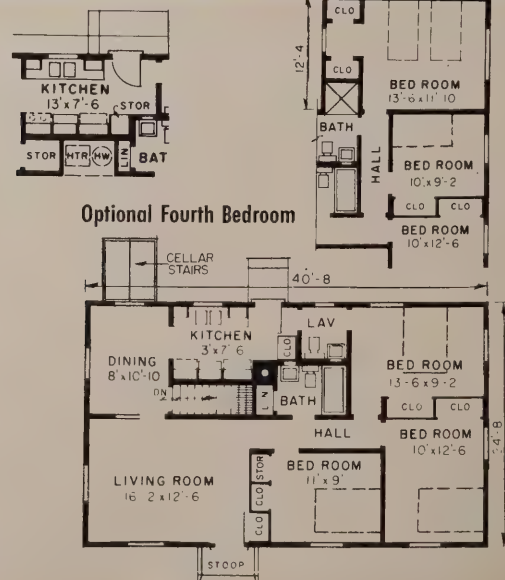 KITCHEN
13'x7'-6
STOR
STOR
HTR
HW
LIN
BAT
CLO
12'-4
CLO
BED ROOM
13'-6x11'10
BATH
HALL
BED ROOM
10'x9'-2
CLO
CLO
BED ROOM
10'x12'-6
Optional Fourth Bedroom
CELLAR
STAIRS
40'-8
KITCHEN
3'x7'6
CLO
LAV
DINING
8'x10'-10
DN
LIN
BATH
BED ROOM
13-6x9-2
CLO
CLO
HALL
BED ROOM
10'x12'-6
LIVING ROOM
16 2x12'-6
STOR
CLO
CLO
BED ROOM
11'x9'
4'-8
STOOP